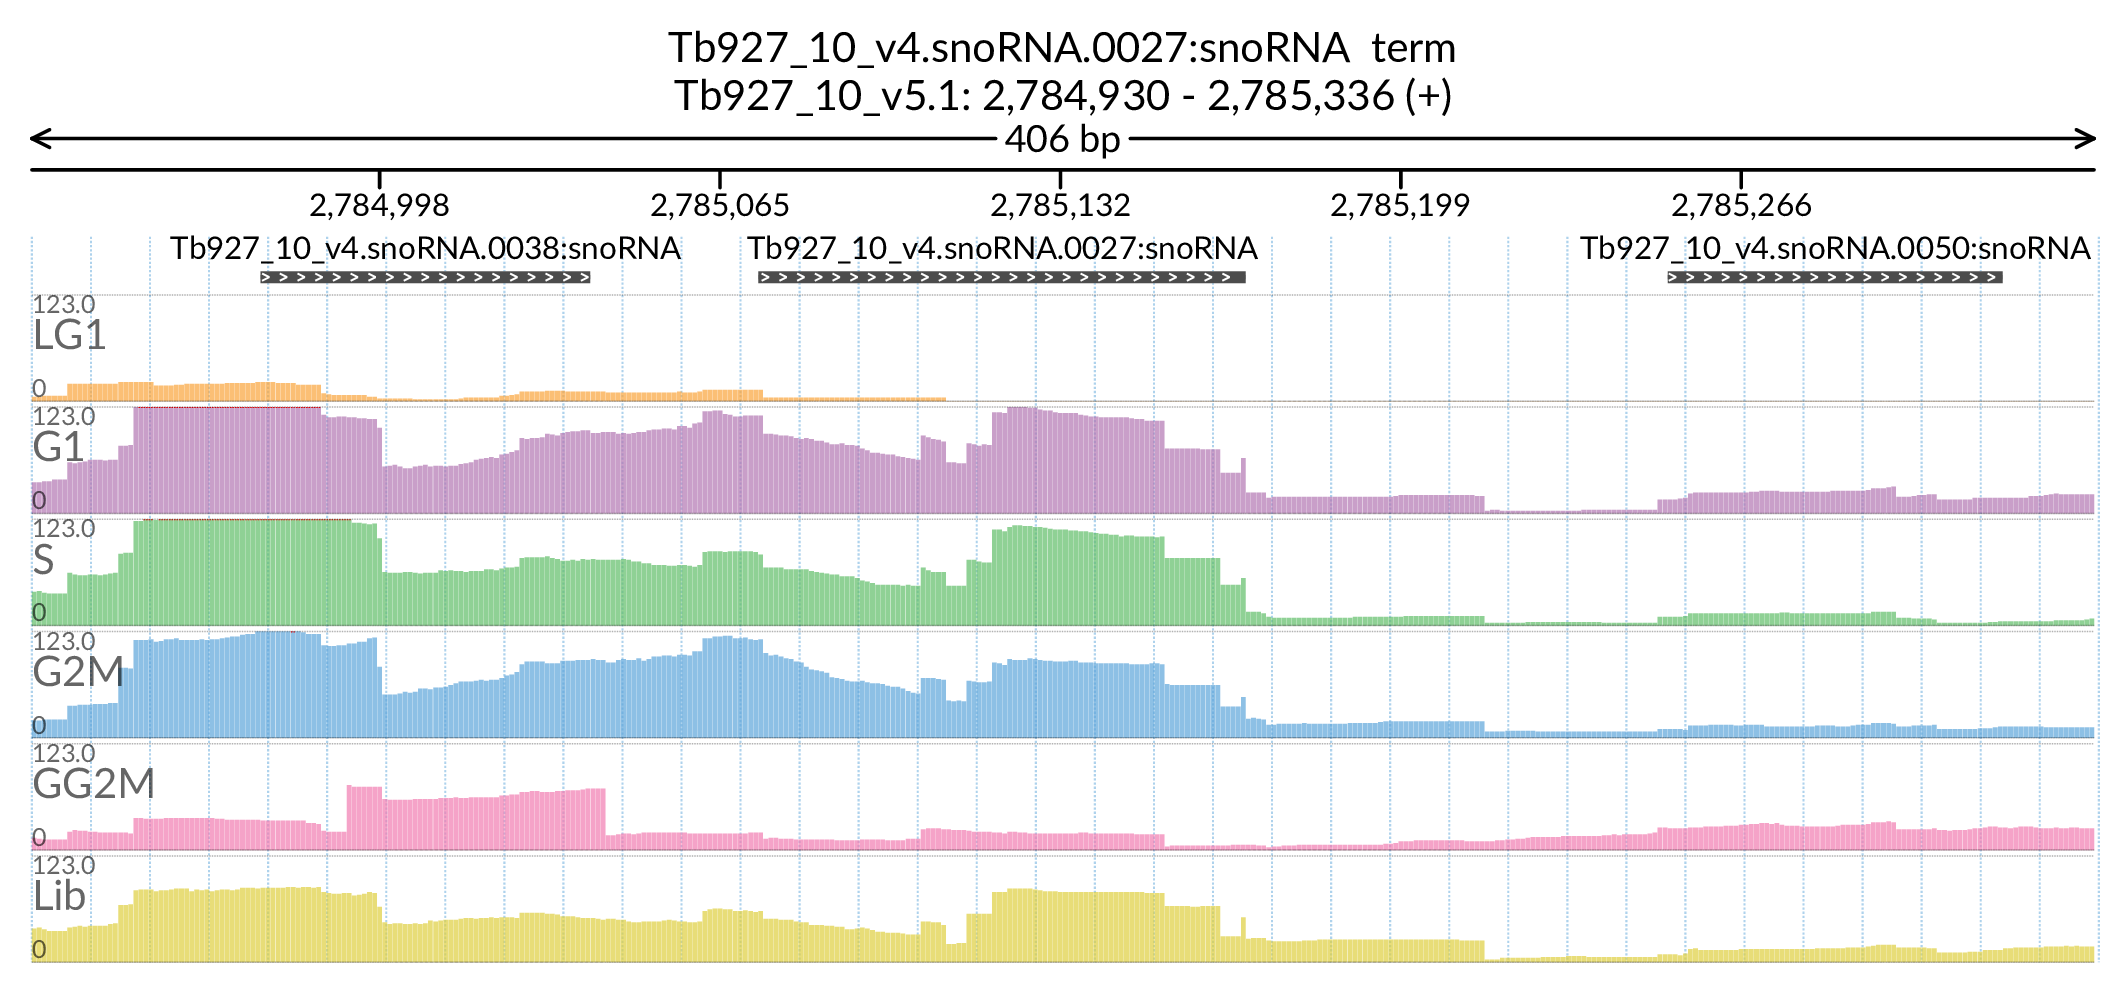 Tb927_10_v4.snoRNA.0027:snoRNA  term
Tb927_10_v5.1: 2,784,930 - 2,785,336 (+)
406 bp
2,784,998 2,785,065 2,785,132 2,785,199 2,785,266
Tb927_10_v4.snoRNA.0038:snoRNA Tb927_10_v4.snoRNA.0027:snoRNA Tb927_10_v4.snoRNA.0050:snoRNA
123.0
LG1
0
123.0
G1
0
123.0
S
0
123.0
G2M
0
123.0
GG2M
0
123.0
Lib
0